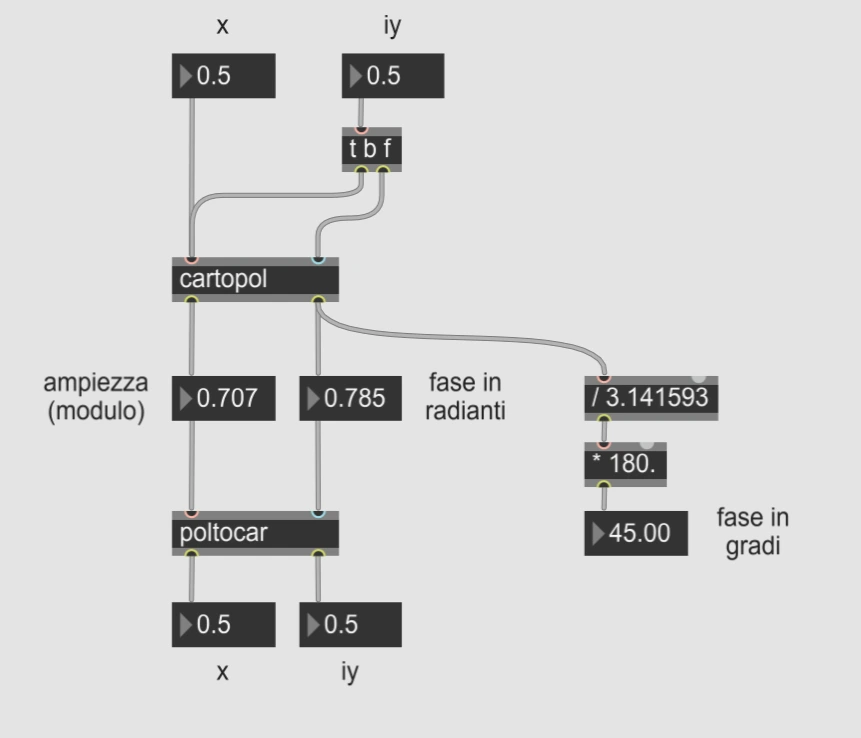 x
iy
0.5
0.5
t b f
cartopol
ampiezza
(modulo)
0.707
0.785
fase in
radianti
/ 3.141593
* 180.
poltocar
45.00
fase in
gradi
0.5
0.5
x
iy